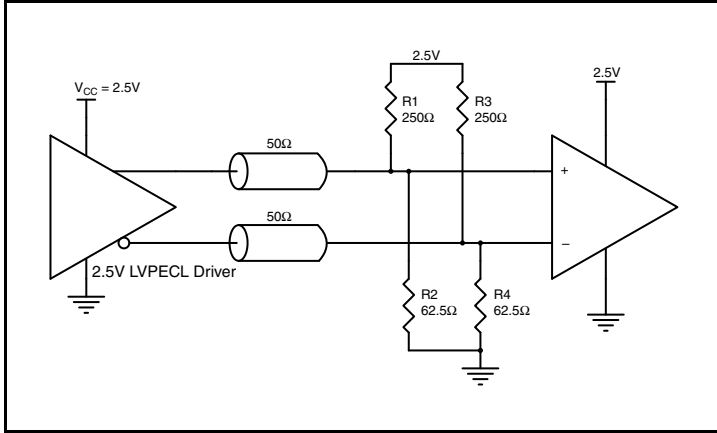 2.5V
V_CC = 2.5V
2.5V
R1
250Ω
R3
250Ω
50Ω
+
50Ω
−
2.5V LVPECL Driver
R2
62.5Ω
R4
62.5Ω